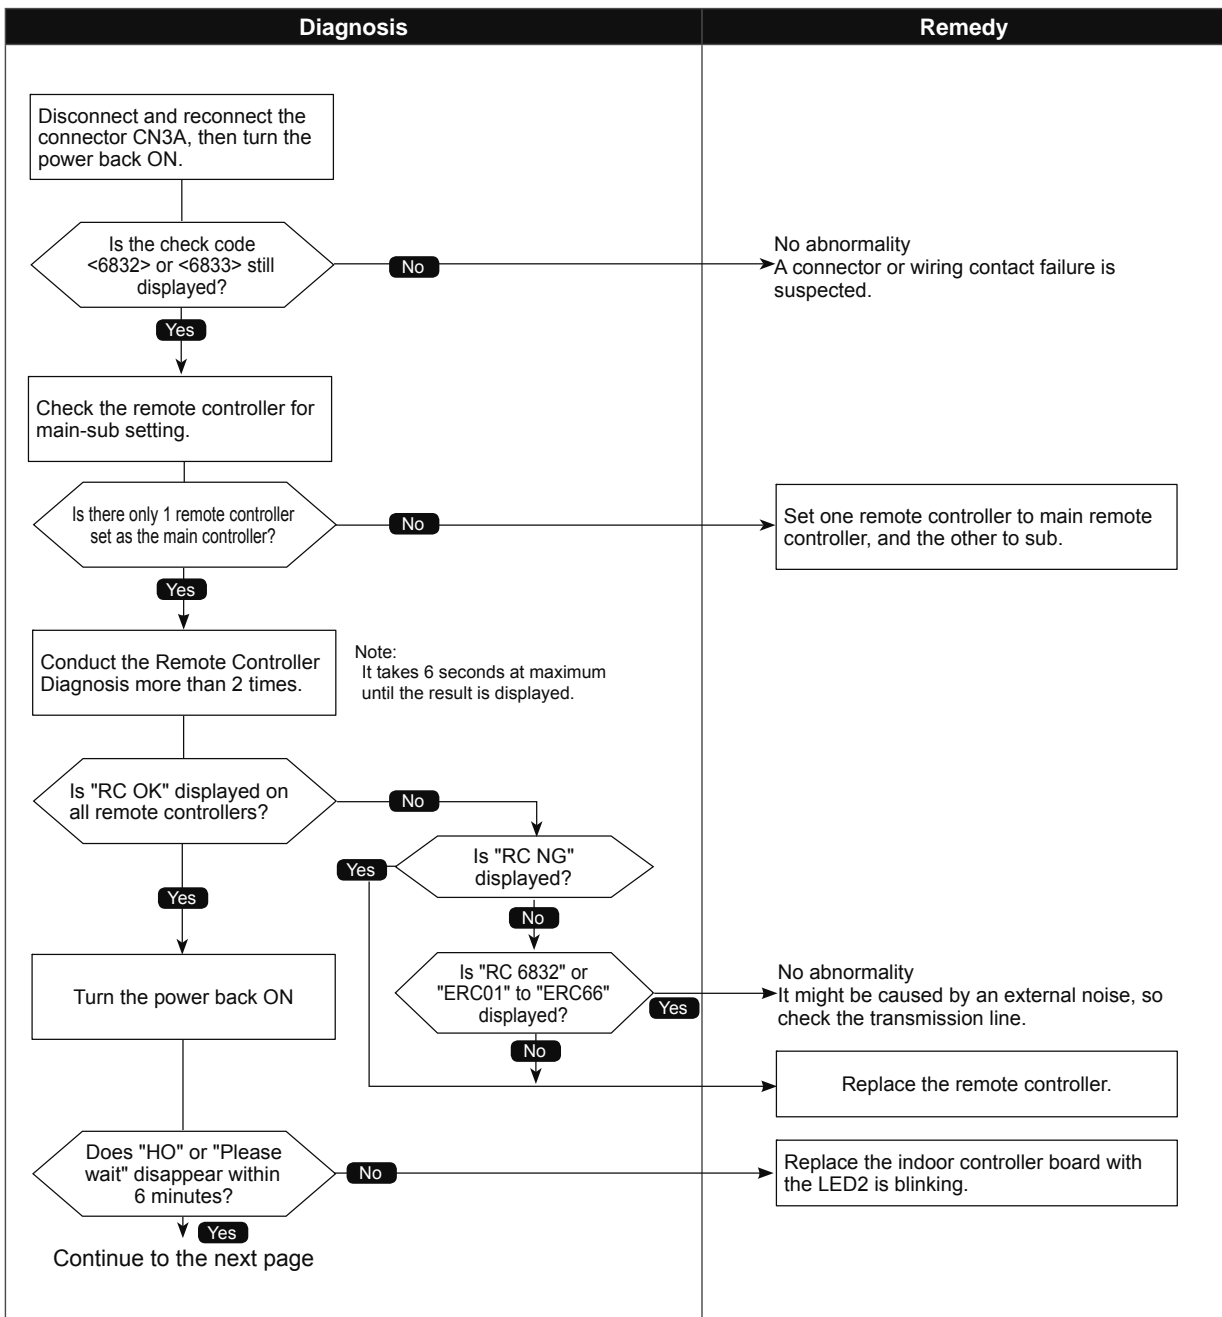 Diagnosis
Remedy
Disconnect and reconnect the
connector CN3A, then turn the
power back ON.
Is the check code
<6832> or <6833> still
displayed?
No
No abnormality
A connector or wiring contact failure is
suspected.
Yes
Check the remote controller for
main-sub setting.
Is there only 1 remote controller
set as the main controller?
No
Set one remote controller to main remote
controller, and the other to sub.
Yes
Conduct the Remote Controller
Diagnosis more than 2 times.
Note:
It takes 6 seconds at maximum
until the result is displayed.
Is "RC OK" displayed on
all remote controllers?
No
Is "RC NG"
displayed?
Yes
Yes
No
Is "RC 6832" or
"ERC01" to "ERC66"
displayed?
Yes
No abnormality
It might be caused by an external noise, so
check the transmission line.
No
Replace the remote controller.
Turn the power back ON
Does "HO" or "Please
wait" disappear within
6 minutes?
No
Replace the indoor controller board with
the LED2 is blinking.
Yes
Continue to the next page